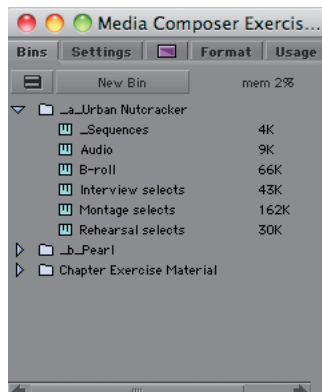 Media Composer Exercis...
Bins Settings Format Usage
New Bin mem 2%
_a_Urban Nutcracker
_Sequences 4K
Audio 9K
B-roll 66K
Interview selects 43K
Montage selects 162K
Rehearsal selects 30K
_b_Pearl
Chapter Exercise Material